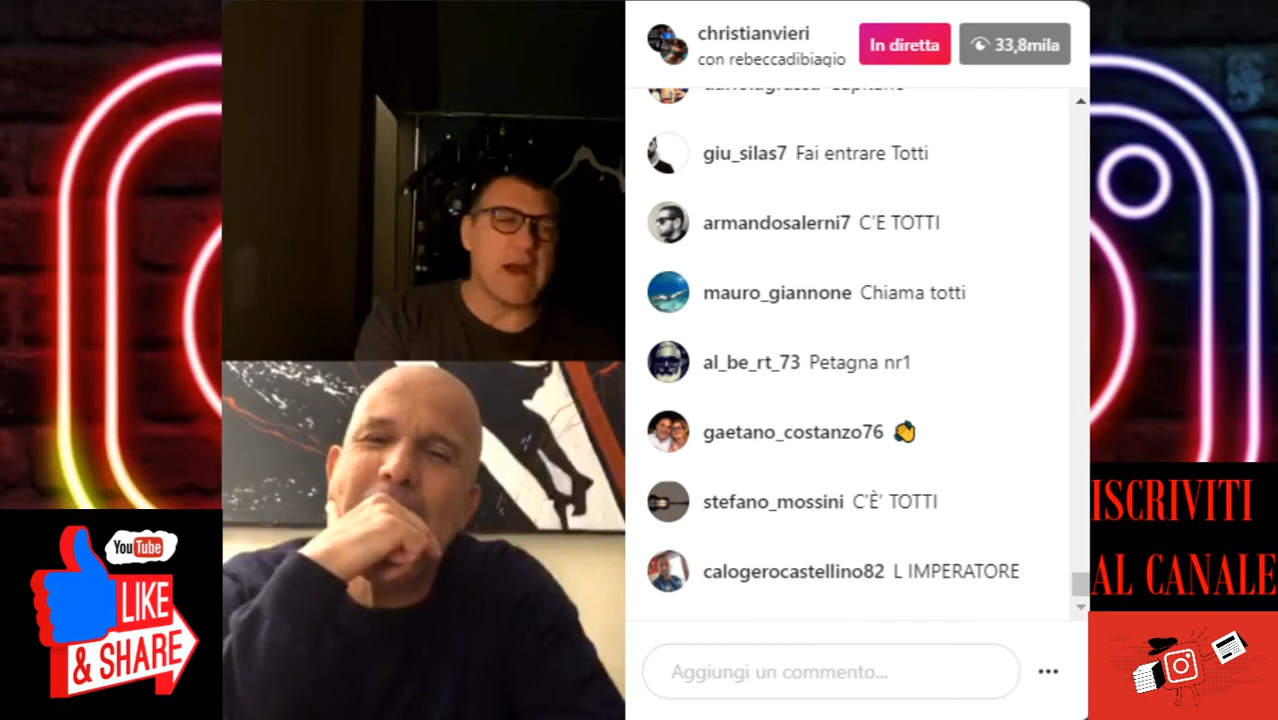 christianvieri
con rebeccadibiagio
In diretta
33,8mila
giu_silas7 Fai entrare Totti
armandosalerni7 C'E TOTTI
mauro_giannone Chiama totti
al_be_rt_73 Petagna nr1
gaetano_costanzo76 👏
stefano_mossini C'È' TOTTI
calogerocastellino82 L IMPERATORE
Aggiungi un commento...
YouTube
LIKE
& SHARE
ISCRIVITI
AL CANALE